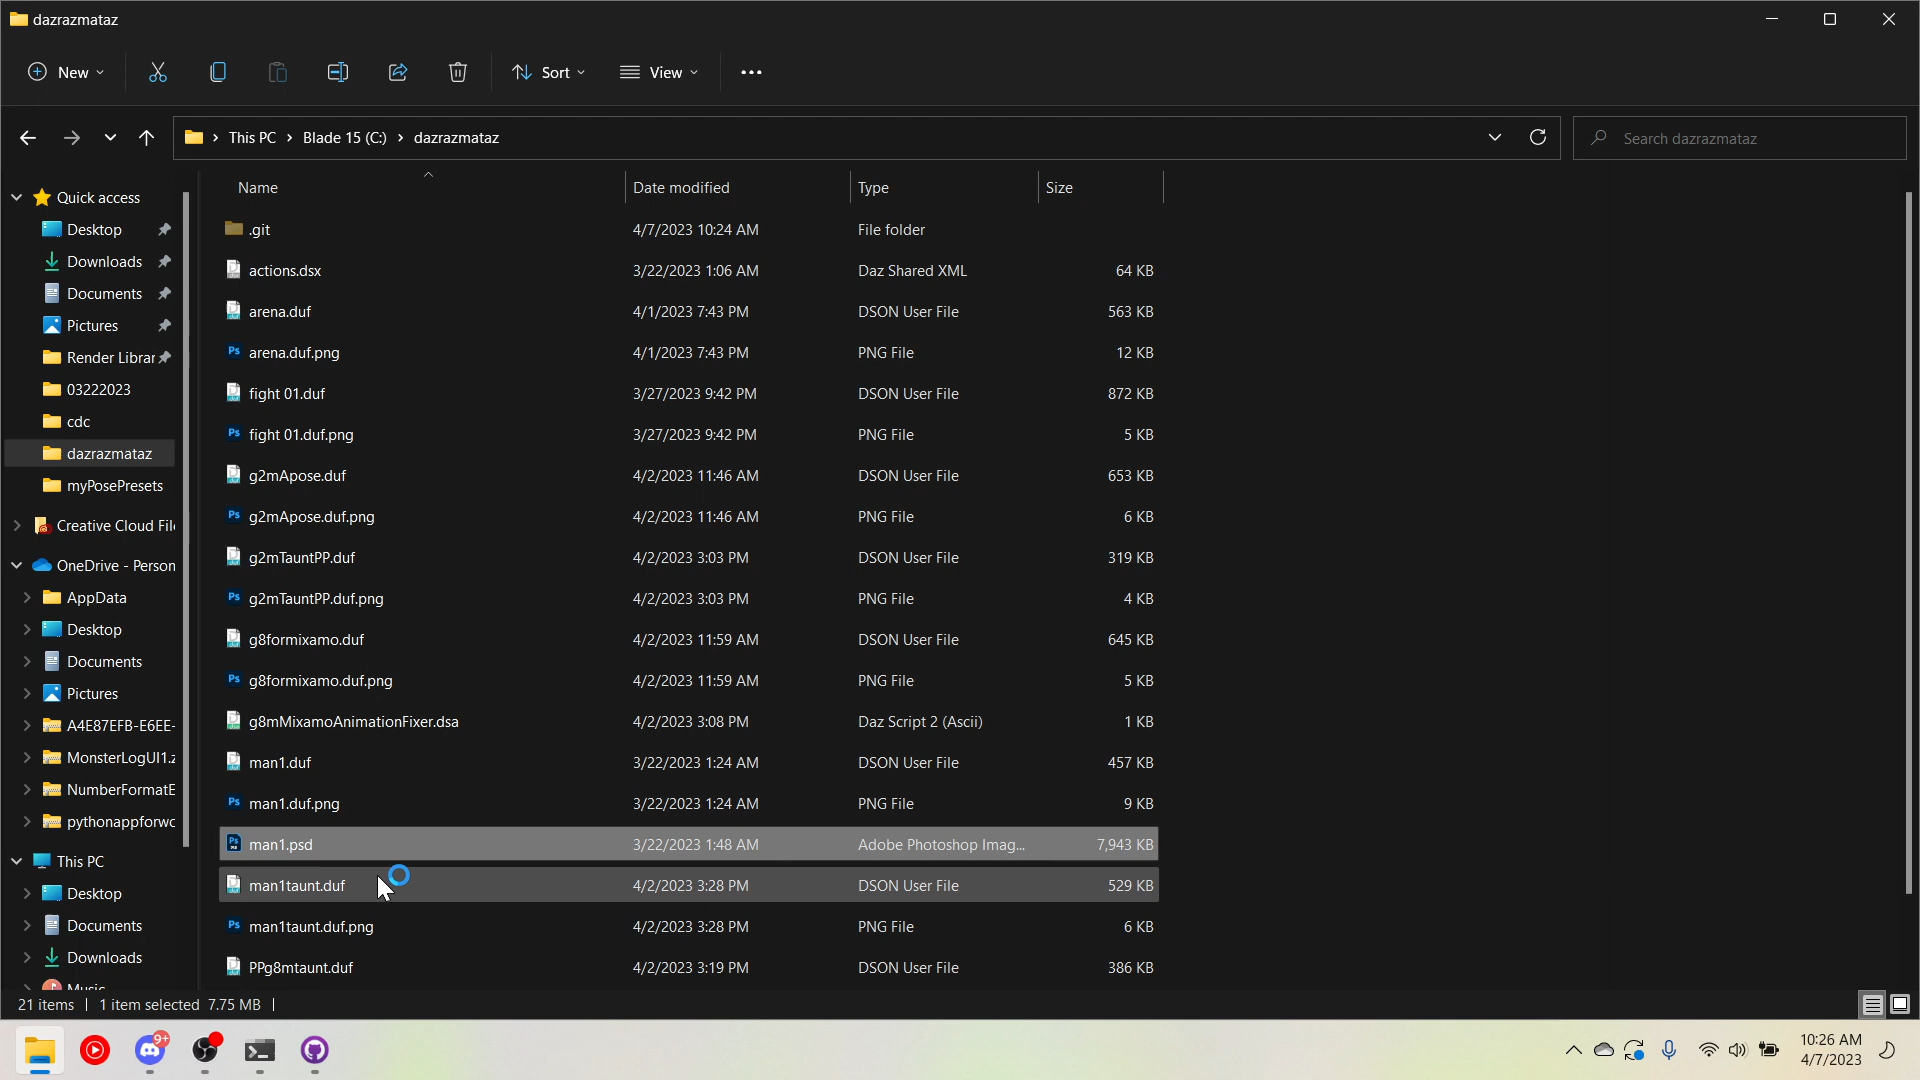 dazrazmataz
New
Sort
View
This PC
Blade 15 (C:)
dazrazmataz
Search dazrazmataz
Quick access
Desktop
Downloads
Documents
Pictures
Render Librar
03222023
cdc
dazrazmataz
myPosePresets
Creative Cloud Fil
OneDrive - Person
AppData
Desktop
Documents
Pictures
A4E87EFB-E6EE-
MonsterLogUI1.z
NumberFormatE
pythonappforwo
This PC
Desktop
Documents
Downloads
Music
Name Date modified Type Size
.git 4/7/2023 10:24 AM File folder
actions.dsx 3/22/2023 1:06 AM Daz Shared XML 64 KB
arena.duf 4/1/2023 7:43 PM DSON User File 563 KB
arena.duf.png 4/1/2023 7:43 PM PNG File 12 KB
fight 01.duf 3/27/2023 9:42 PM DSON User File 872 KB
fight 01.duf.png 3/27/2023 9:42 PM PNG File 5 KB
g2mApose.duf 4/2/2023 11:46 AM DSON User File 653 KB
g2mApose.duf.png 4/2/2023 11:46 AM PNG File 6 KB
g2mTauntPP.duf 4/2/2023 3:03 PM DSON User File 319 KB
g2mTauntPP.duf.png 4/2/2023 3:03 PM PNG File 4 KB
g8formixamo.duf 4/2/2023 11:59 AM DSON User File 645 KB
g8formixamo.duf.png 4/2/2023 11:59 AM PNG File 5 KB
g8mMixamoAnimationFixer.dsa 4/2/2023 3:08 PM Daz Script 2 (Ascii) 1 KB
man1.duf 3/22/2023 1:24 AM DSON User File 457 KB
man1.duf.png 3/22/2023 1:24 AM PNG File 9 KB
man1.psd 3/22/2023 1:48 AM Adobe Photoshop Imag... 7,943 KB
man1taunt.duf 4/2/2023 3:28 PM DSON User File 529 KB
man1taunt.duf.png 4/2/2023 3:28 PM PNG File 6 KB
PPg8mtaunt.duf 4/2/2023 3:19 PM DSON User File 386 KB
21 items 1 item selected 7.75 MB
9+
10:26 AM
4/7/2023